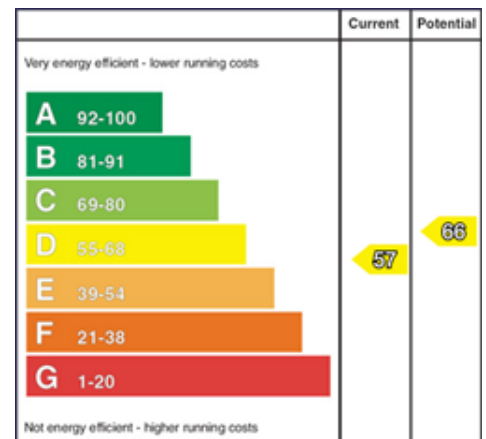 Current Potential
Very energy efficient - lower running costs
A 92-100
B 81-91
C 69-80
D 55-68
66
57
E 39-54
F 21-38
G 1-20
Not energy efficient - higher running costs